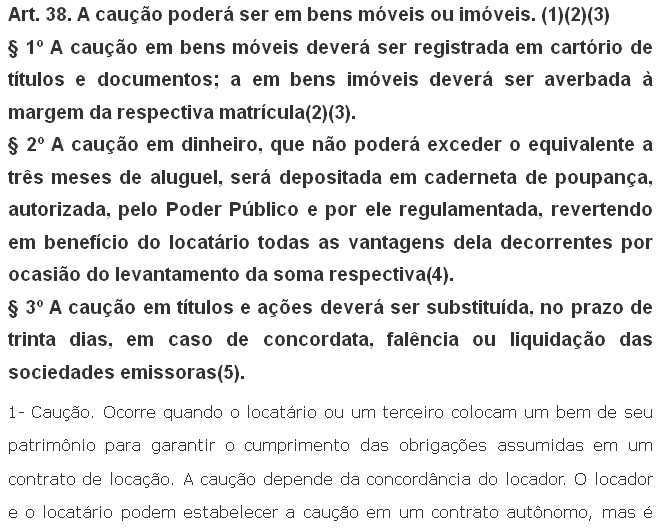 Art. 38. A caução poderá ser em bens móveis ou imóveis. (1)(2)(3)
§ 1º A caução em bens móveis deverá ser registrada em cartório de
títulos e documentos; a em bens imóveis deverá ser averbada à
margem da respectiva matrícula(2)(3).
§ 2º A caução em dinheiro, que não poderá exceder o equivalente a
três meses de aluguel, será depositada em caderneta de poupança,
autorizada, pelo Poder Público e por ele regulamentada, revertendo
em benefício do locatário todas as vantagens dela decorrentes por
ocasião do levantamento da soma respectiva(4).
§ 3º A caução em títulos e ações deverá ser substituída, no prazo de
trinta dias, em caso de concordata, falência ou liquidação das
sociedades emissoras(5).
1- Caução. Ocorre quando o locatário ou um terceiro colocam um bem de seu
patrimônio para garantir o cumprimento das obrigações assumidas em um
contrato de locação. A caução depende da concordância do locador. O locador
e o locatário podem estabelecer a caução em um contrato autônomo, mas é